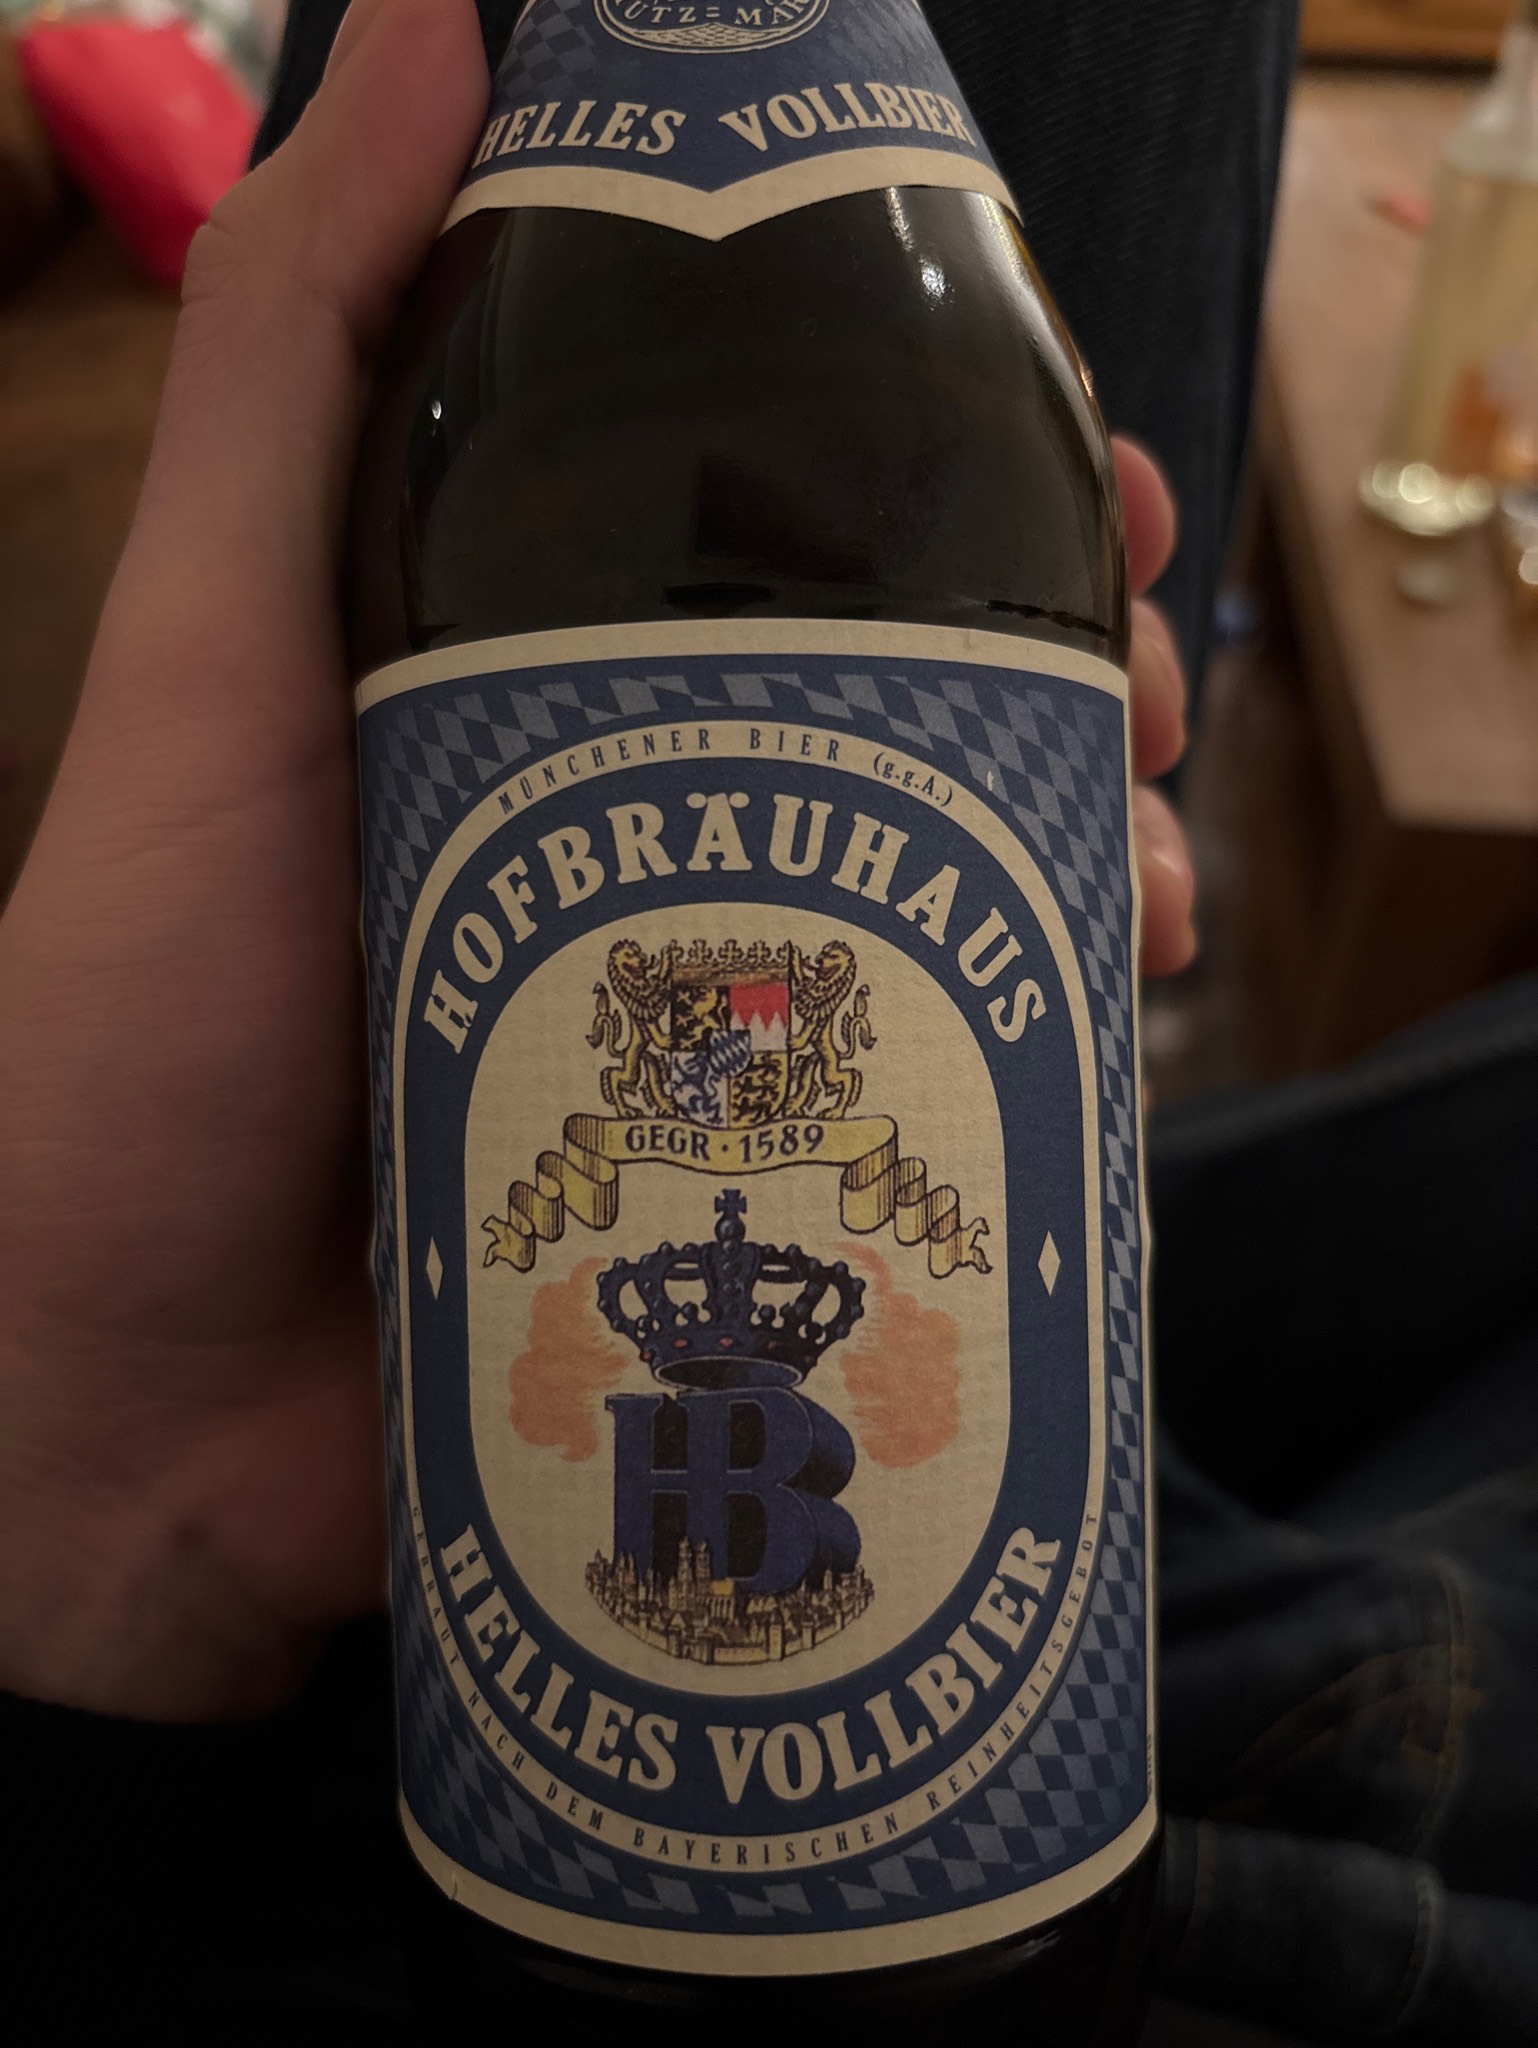 HELLES VOLLBIER
MÜNCHENER BIER (g.g.A.)
HOFBRÄUHAUS
GEGR · 1589
HB
HELLES VOLLBIER
GEBRAUT NACH DEM BAYERISCHEN REINHEITSGEBOT